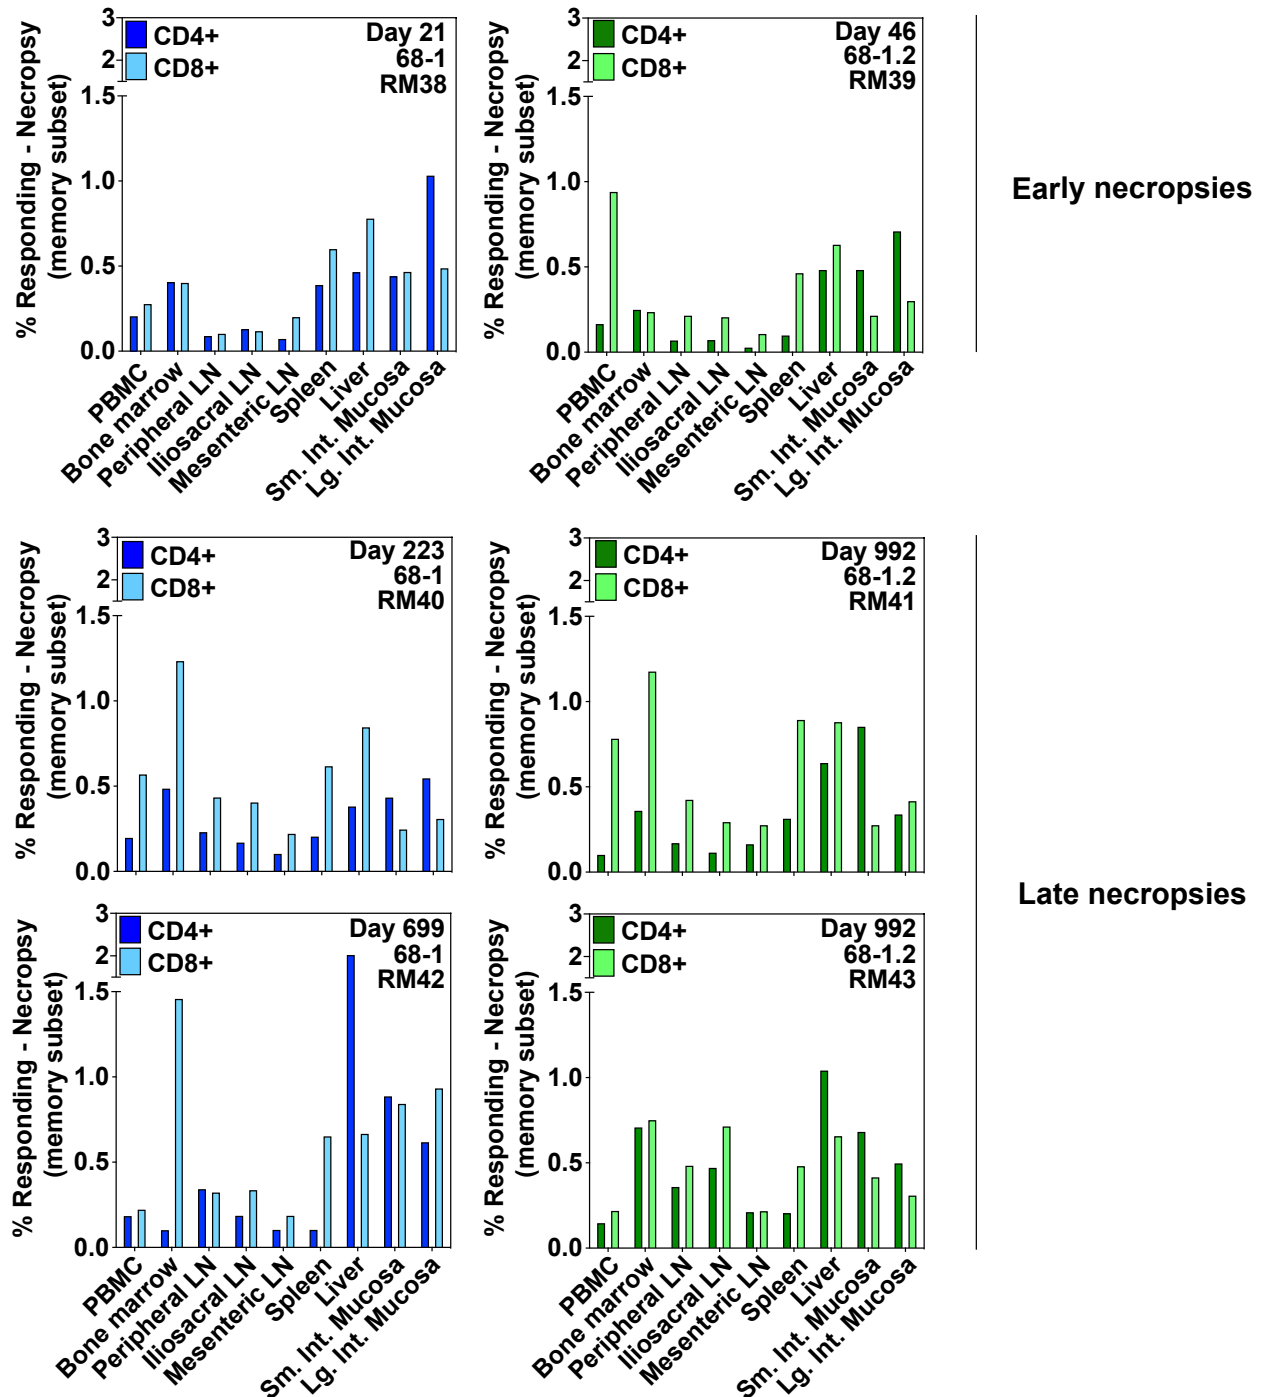 % Responding - Necropsy
(memory subset)
3
2
1.5
1.0
0.5
0.0
CD4+
CD8+
Day 21
68-1
RM38
PBMC
Bone marrow
Peripheral LN
Iliosacral LN
Mesenteric LN
Spleen
Liver
Sm. Int. Mucosa
Lg. Int. Mucosa
% Responding - Necropsy
(memory subset)
3
2
1.5
1.0
0.5
0.0
CD4+
CD8+
Day 46
68-1.2
RM39
PBMC
Bone marrow
Peripheral LN
Iliosacral LN
Mesenteric LN
Spleen
Liver
Sm. Int. Mucosa
Lg. Int. Mucosa
Early necropsies
% Responding - Necropsy
(memory subset)
3
2
1.5
1.0
0.5
0.0
CD4+
CD8+
Day 223
68-1
RM40
% Responding - Necropsy
(memory subset)
3
2
1.5
1.0
0.5
0.0
CD4+
CD8+
Day 992
68-1.2
RM41
Late necropsies
% Responding - Necropsy
(memory subset)
3
2
1.5
1.0
0.5
0.0
CD4+
CD8+
Day 699
68-1
RM42
PBMC
Bone marrow
Peripheral LN
Iliosacral LN
Mesenteric LN
Spleen
Liver
Sm. Int. Mucosa
Lg. Int. Mucosa
% Responding - Necropsy
(memory subset)
3
2
1.5
1.0
0.5
0.0
CD4+
CD8+
Day 992
68-1.2
RM43
PBMC
Bone marrow
Peripheral LN
Iliosacral LN
Mesenteric LN
Spleen
Liver
Sm. Int. Mucosa
Lg. Int. Mucosa